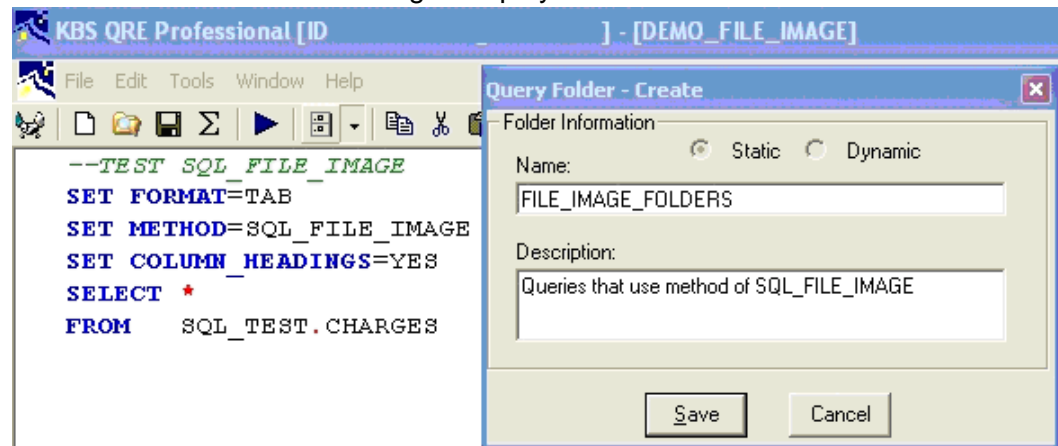 KBS QRE Professional [ID _ ] - [DEMO_FILE_IMAGE]
File Edit Tools Window Help
--TEST SQL_FILE_IMAGE
SET FORMAT=TAB
SET METHOD=SQL_FILE_IMAGE
SET COLUMN_HEADINGS=YES
SELECT *
FROM SQL_TEST.CHARGES
Query Folder - Create
Folder Information
Static Dynamic
Name:
FILE_IMAGE_FOLDERS
Description:
Queries that use method of SQL_FILE_IMAGE
Save Cancel